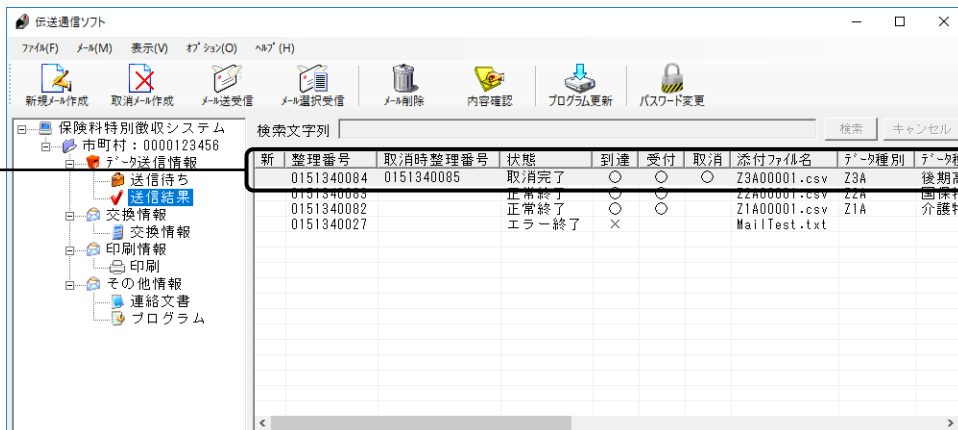 伝送通信ソフト
ﾌｧｲﾙ(F) ﾒｰﾙ(M) 表示(V) ｵﾌﾟｼｮﾝ(O) ﾍﾙﾌﾟ(H)
新規ﾒｰﾙ作成 取消ﾒｰﾙ作成 ﾒｰﾙ送受信 ﾒｰﾙ選択受信 ﾒｰﾙ削除 内容確認 ﾌﾟﾛｸﾞﾗﾑ更新 ﾊﾟｽﾜｰﾄﾞ変更
保険料特別徴収システム
市町村：0000123456
ﾃﾞｰﾀ送信情報
送信待ち
送信結果
交換情報
交換情報
印刷情報
印刷
その他情報
連絡文書
プログラム
検索文字列 検索 キャンセル
新 整理番号 取消時整理番号 状態 到達 受付 取消 添付ﾌｧｲﾙ名 ﾃﾞｰﾀ種別 ﾃﾞｰﾀ種
0151340084 0151340085 取消完了 ○ ○ ○ Z3A00001.csv Z3A 後期高
0151340083 正常終了 ○ ○ Z2A00001.csv Z2A 国保特
0151340082 正常終了 ○ ○ Z1A00001.csv Z1A 介護特
0151340027 エラー終了 × MailTest.txt